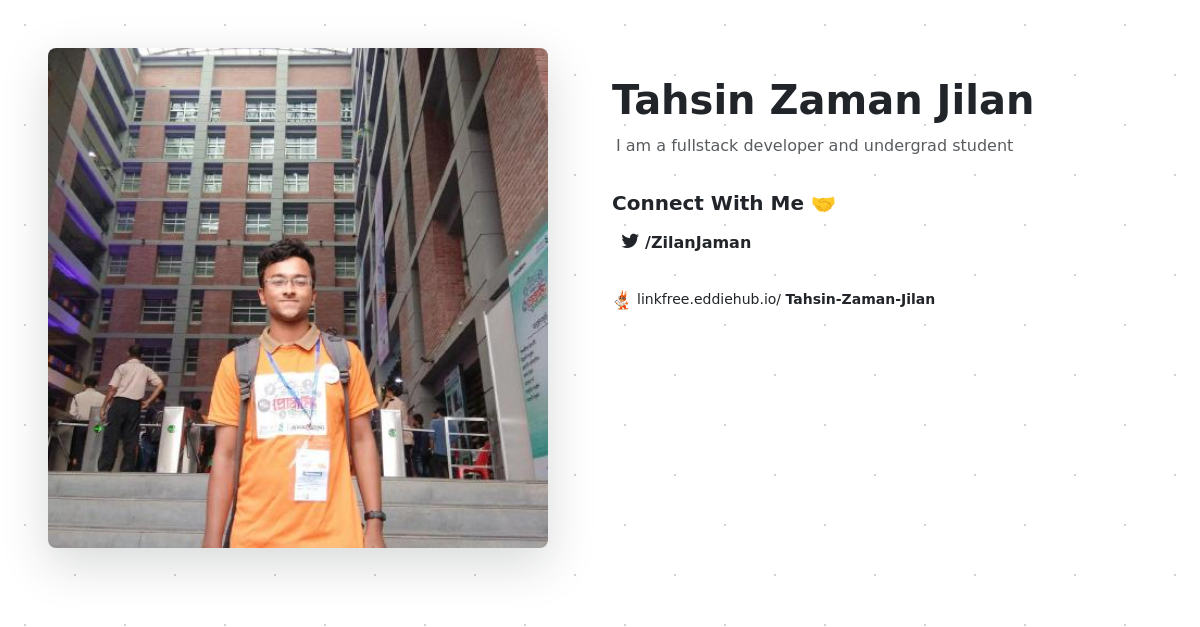 Tahsin Zaman Jilan
I am a fullstack developer and undergrad student
Connect With Me 🤝
/ZilanJaman
linkfree.eddiehub.io/ Tahsin-Zaman-Jilan